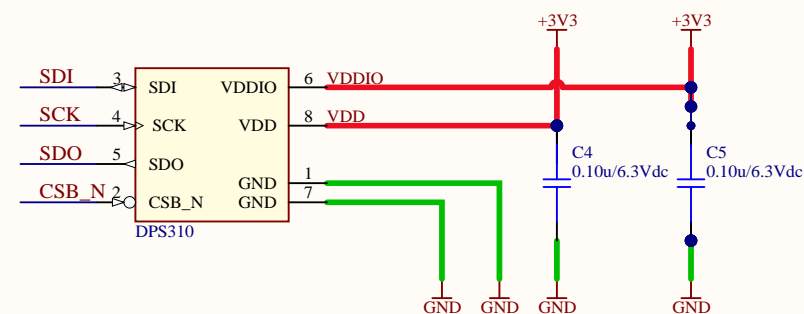 +3V3 +3V3
SDI 3 SDI VDDIO 6 VDDIO
SCK 4 SCK VDD 8 VDD
SDO 5 SDO
C4 C5
0.10u/6.3Vdc 0.10u/6.3Vdc
GND 1
CSB_N 2 CSB_N GND 7
DPS310
GND GND GND GND